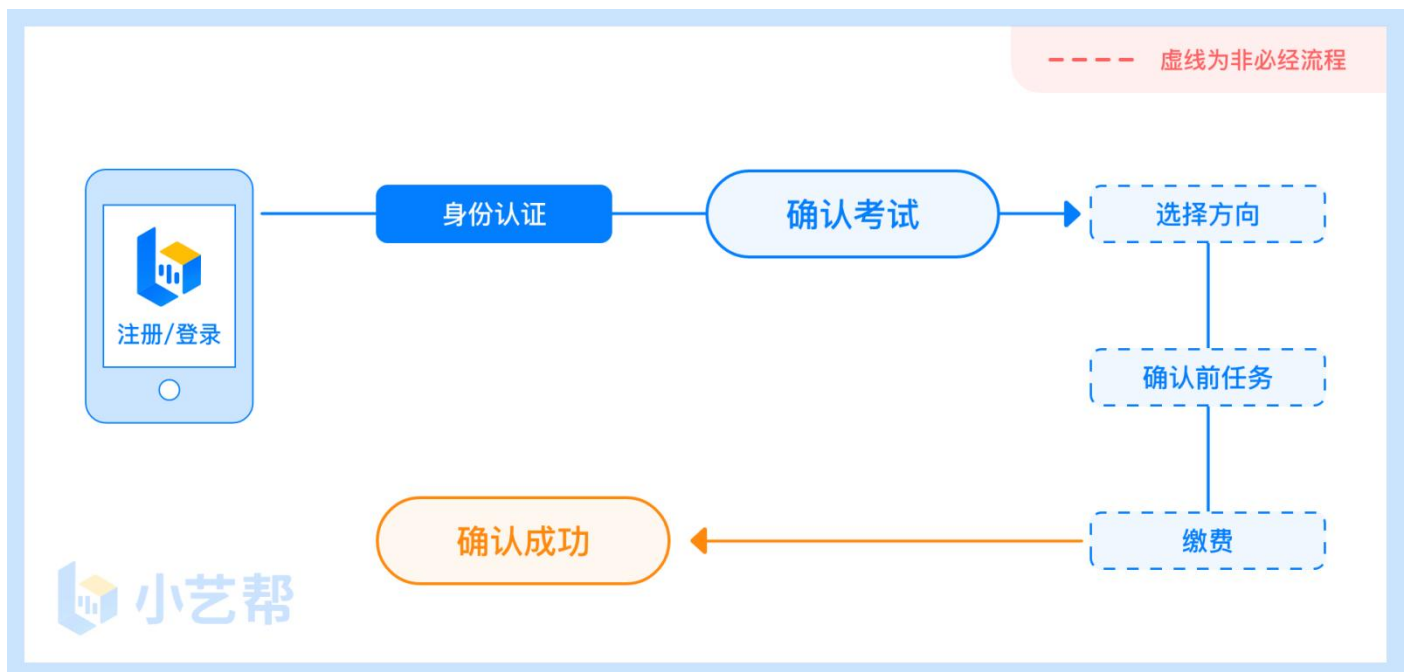 虚线为非必经流程
注册/登录
身份认证
确认考试
选择方向
确认前任务
缴费
确认成功
小艺帮